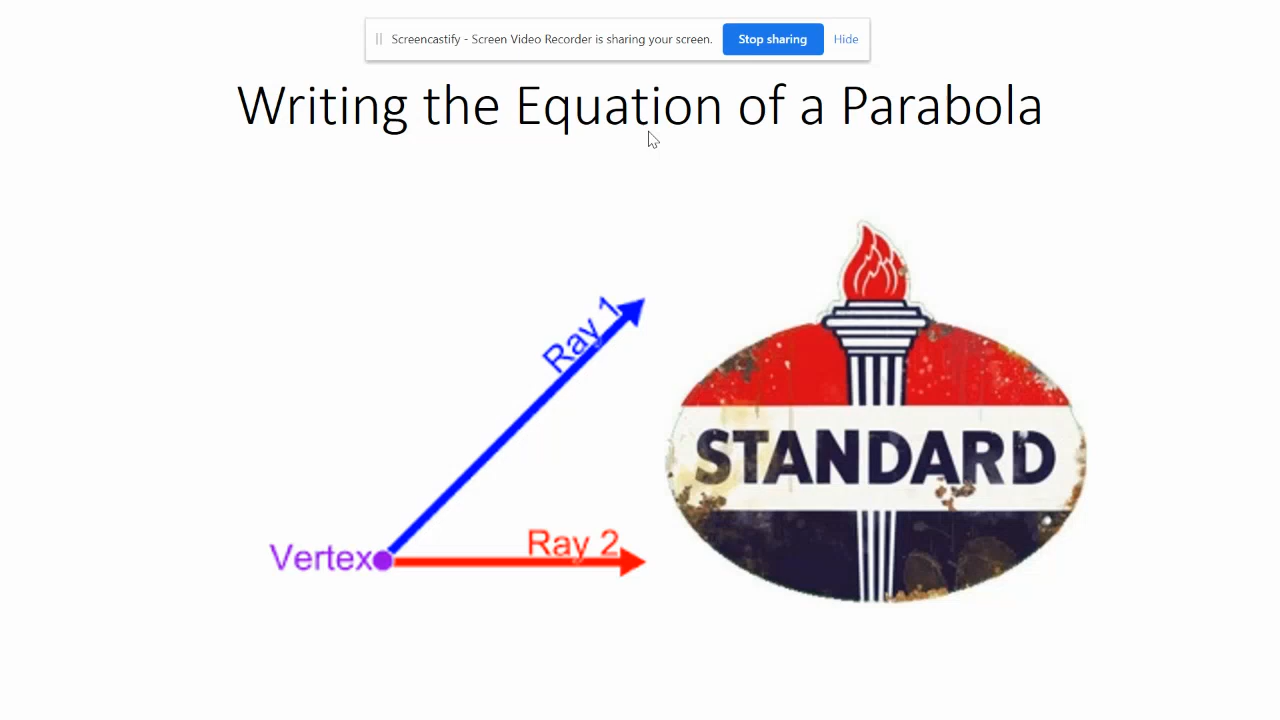 Screencastify - Screen Video Recorder is sharing your screen. Stop sharing Hide
Writing the Equation of a Parabola
Ray 1
STANDARD
Ray 2
Vertex